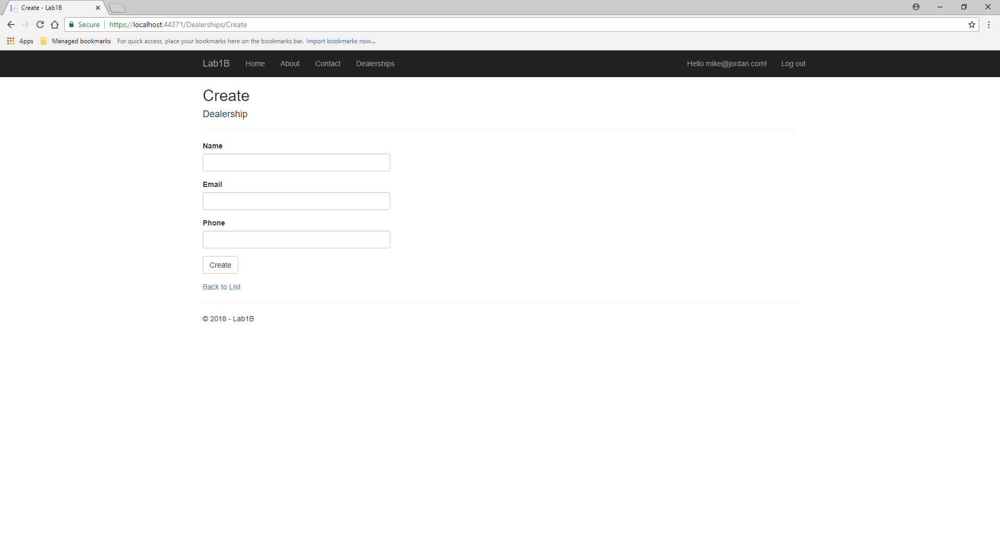 Create - Lab1B
Secure https://localhost:44371/Dealerships/Create
Apps Managed bookmarks For quick access, place your bookmarks here on the bookmarks bar. Import bookmarks now...
Lab1B Home About Contact Dealerships Hello mike@jordan.com! Log out
Create
Dealership
Name
Email
Phone
Create
Back to List
© 2018 - Lab1B